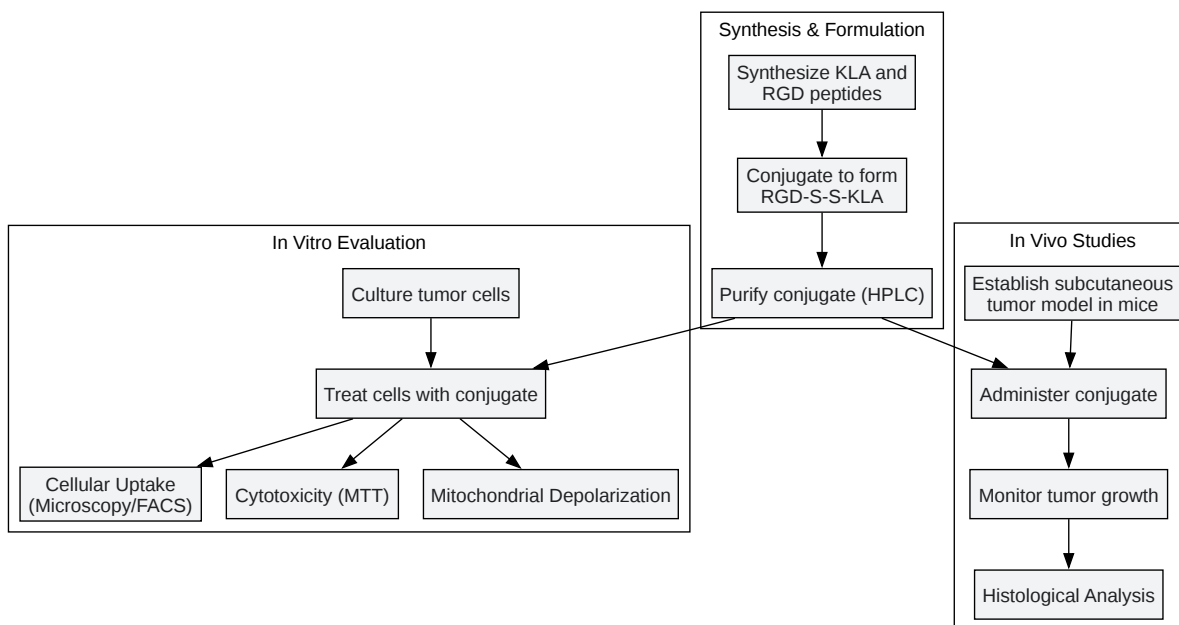 Synthesis & Formulation
Synthesize KLA and
RGD peptides
Conjugate to form
RGD-S-S-KLA
Purify conjugate (HPLC)
In Vitro Evaluation
Culture tumor cells
Treat cells with conjugate
Cellular Uptake
(Microscopy/FACS)
Cytotoxicity (MTT)
Mitochondrial Depolarization
In Vivo Studies
Establish subcutaneous
tumor model in mice
Administer conjugate
Monitor tumor growth
Histological Analysis